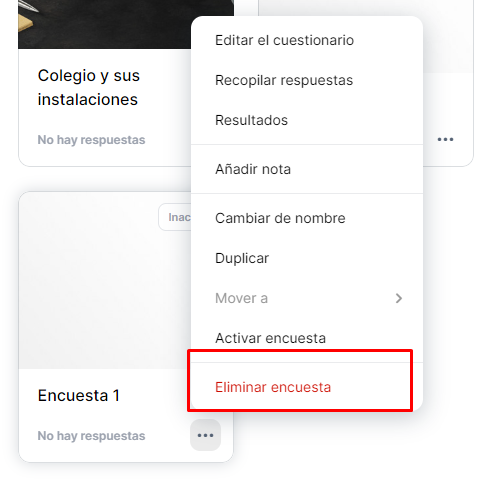 Colegio y sus
instalaciones
No hay respuestas
Editar el cuestionario
Recopilar respuestas
Resultados
Añadir nota
Cambiar de nombre
Duplicar
Mover a
Activar encuesta
Eliminar encuesta
Encuesta 1
No hay respuestas